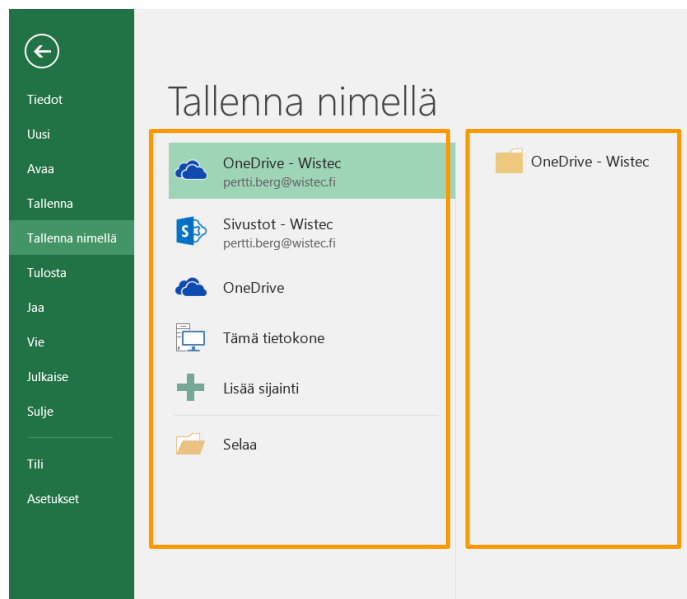 Tiedot
Uusi
Avaa
Tallenna
Tallenna nimellä
Tulosta
Jaa
Vie
Julkaise
Sulje
Tili
Asetukset
Tallenna nimellä
OneDrive - Wistec
pertti.berg@wistec.fi
Sivustot - Wistec
pertti.berg@wistec.fi
OneDrive
Tämä tietokone
Lisää sijainti
Selaa
OneDrive - Wistec